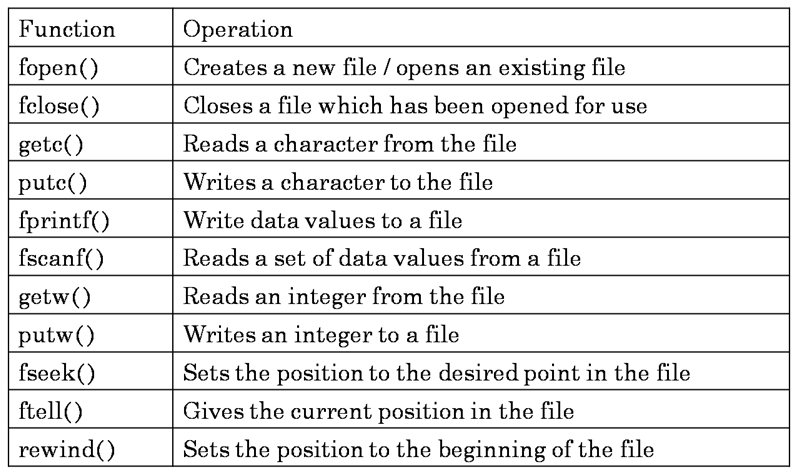 Function Operation
fopen() Creates a new file / opens an existing file
fclose() Closes a file which has been opened for use
getc() Reads a character from the file
putc() Writes a character to the file
fprintf() Write data values to a file
fscanf() Reads a set of data values from a file
getw() Reads an integer from the file
putw() Writes an integer to a file
fseek() Sets the position to the desired point in the file
ftell() Gives the current position in the file
rewind() Sets the position to the beginning of the file